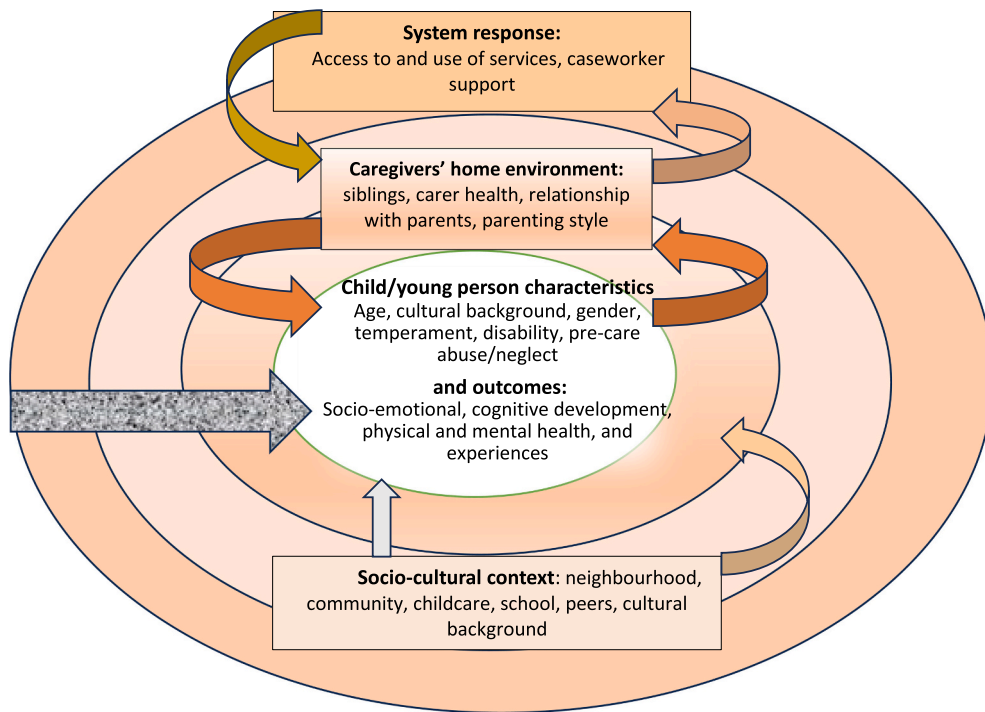 System response:
Access to and use of services, caseworker
support
Caregivers’ home environment:
siblings, carer health, relationship
with parents, parenting style
Child/young person characteristics
Age, cultural background, gender,
temperament, disability, pre-care
abuse/neglect
and outcomes:
Socio-emotional, cognitive development,
physical and mental health, and
experiences
Socio-cultural context: neighbourhood,
community, childcare, school, peers, cultural
background